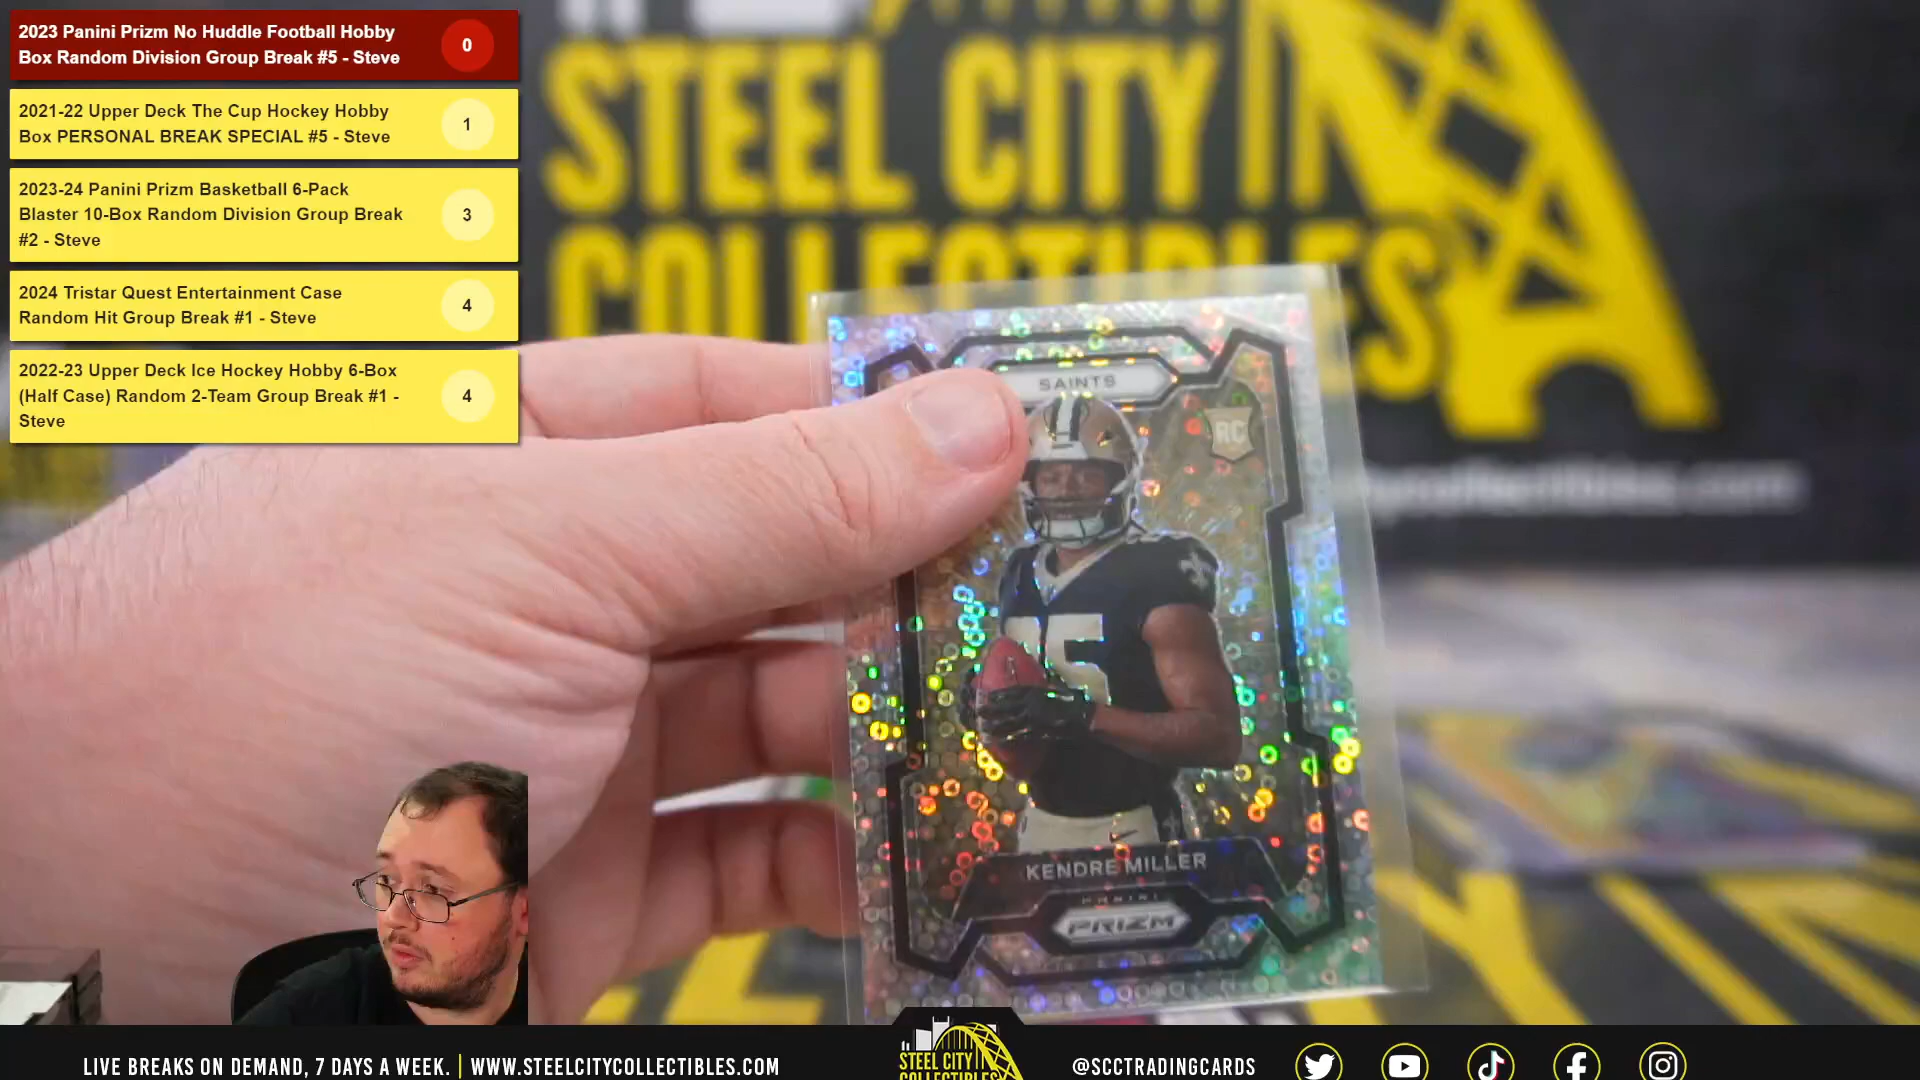 2023 Panini Prizm No Huddle Football Hobby
Box Random Division Group Break #5 - Steve
0
2021-22 Upper Deck The Cup Hockey Hobby
Box PERSONAL BREAK SPECIAL #5 - Steve
1
2023-24 Panini Prizm Basketball 6-Pack
Blaster 10-Box Random Division Group Break
#2 - Steve
3
2024 Tristar Quest Entertainment Case
Random Hit Group Break #1 - Steve
4
2022-23 Upper Deck Ice Hockey Hobby 6-Box
(Half Case) Random 2-Team Group Break #1 -
Steve
4
STEEL CITY
COLLECTIBLES
SAINTS
RC
KENDRE MILLER
PANINI
PRIZM
LIVE BREAKS ON DEMAND, 7 DAYS A WEEK. | WWW.STEELCITYCOLLECTIBLES.COM
STEEL CITY
COLLECTIBLES
@SCCTRADINGCARDS